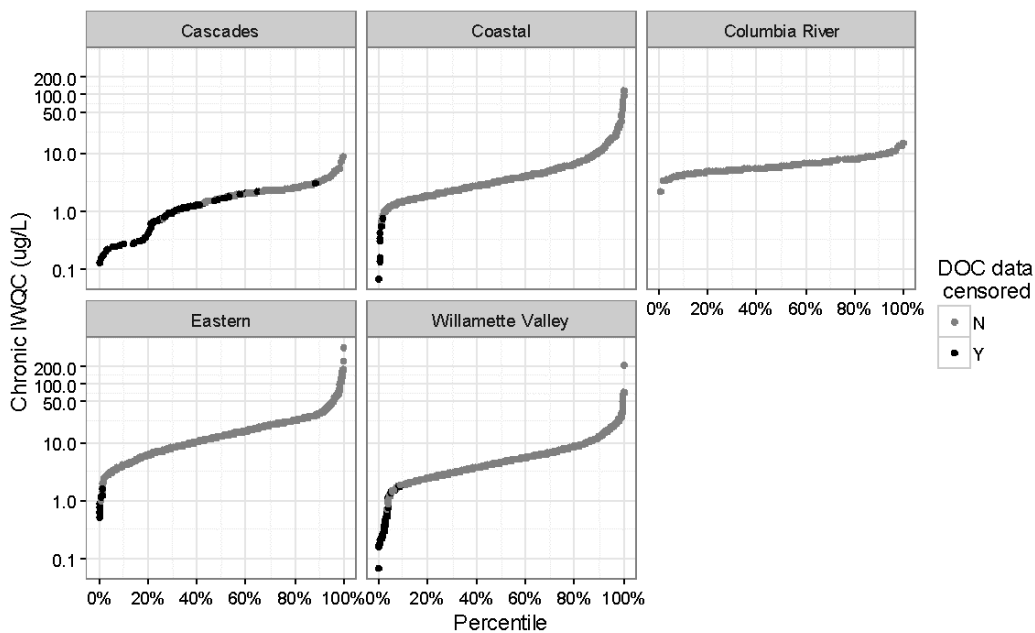 Cascades
Coastal
Columbia River
200.0
100.0
50.0
10.0
1.0
0.1
0% 20% 40% 60% 80% 100%
Eastern
Willamette Valley
200.0
100.0
50.0
10.0
1.0
0.1
0% 20% 40% 60% 80% 100%
0% 20% 40% 60% 80% 100%
Percentile
Chronic IWQC (ug/L)
DOC data
censored
N
Y